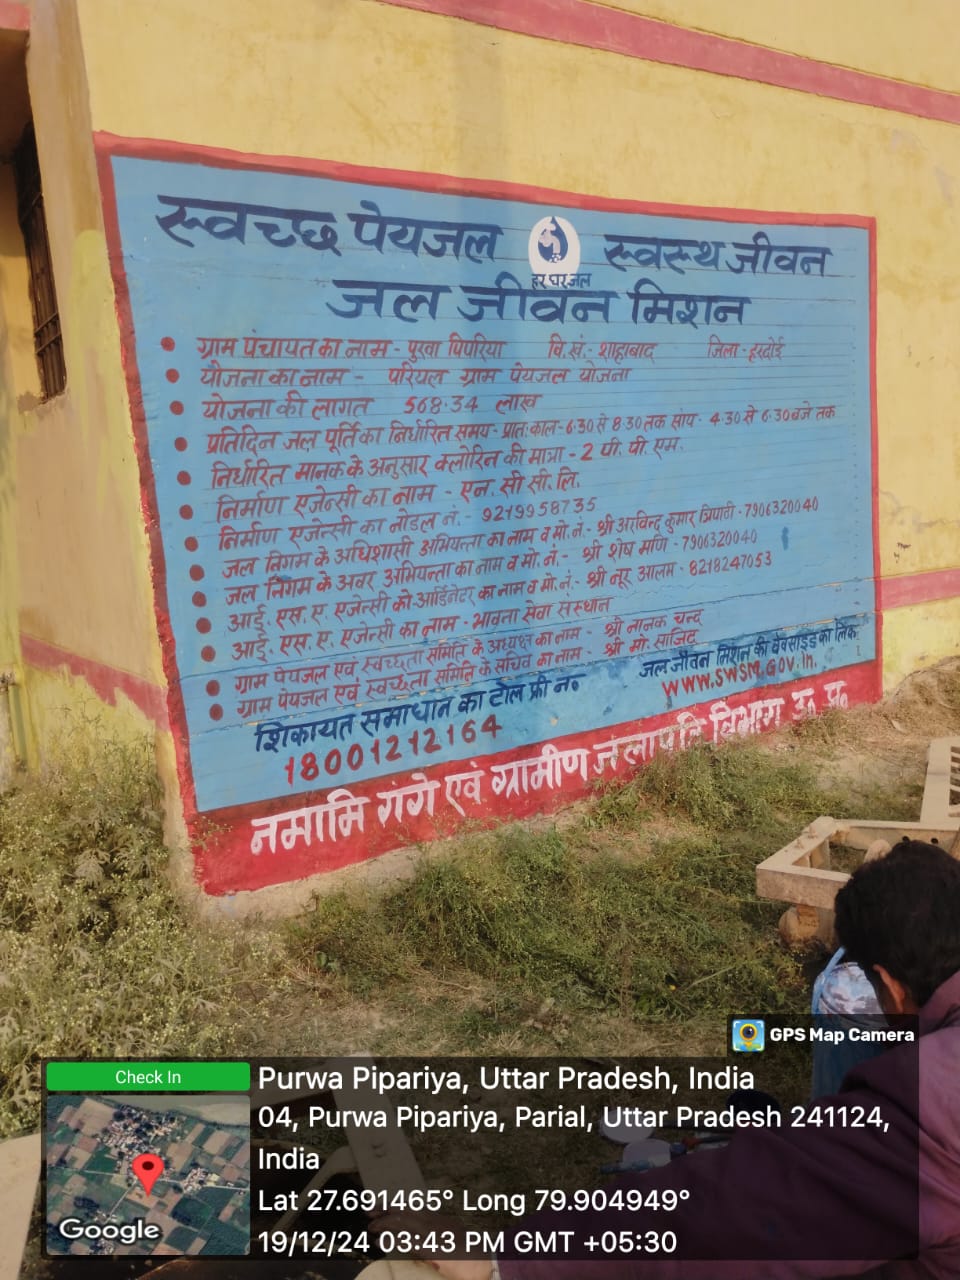 स्वच्छ पेयजल स्वस्थ जीवन
हर घर जल
जल जीवन मिशन
ग्राम पंचायत का नाम - पुरवा पिपरिया वि.खं.- शाहाबाद जिला - हरदोई
योजना का नाम - परियल ग्राम पेयजल योजना
योजना की लागत 568.34 लाख
प्रतिदिन जल पूर्ति का निर्धारित समय - प्रातःकाल - 6.30 से 8.30 तक सांय - 4.30 से 6.30 बजे तक
निर्धारित मानक के अनुसार क्लोरिन की मात्रा - 2 पी. पी. एम.
निर्माण एजेन्सी का नाम - एन. सी सी. लि.
निर्माण एजेन्सी का नोडल नं. 9219958735
जल निगम के अधिशासी अभियन्ता का नाम व मो.नं.- श्री अरविन्द कुमार त्रिपाठी - 7906320040
जल निगम के अवर अभियन्ता का नाम व मो. नं.- श्री शेष मणि - 7906320040
आई. एस. ए. एजेन्सी को-आर्डिनेटर का नाम व मो.नं.- श्री नूर आलम - 8218247053
आई. एस. ए. एजेन्सी का नाम - भावना सेवा संस्थान
ग्राम पेयजल एवं स्वच्छता समिति के अध्यक्ष का नाम - श्री नानक चन्द
ग्राम पेयजल एवं स्वच्छता समिति के सचिव का नाम - श्री मो. साजिद
शिकायत समाधान का टोल फ्री न० जल जीवन मिशन की वेवसाइड का लिंक
18001212164 www.swsm.gov.in.
नमामि गंगे एवं ग्रामीण जलापूर्ति विभाग उ० प्र०
GPS Map Camera
Check In
Google
Purwa Pipariya, Uttar Pradesh, India
04, Purwa Pipariya, Parial, Uttar Pradesh 241124,
India
Lat 27.691465° Long 79.904949°
19/12/24 03:43 PM GMT +05:30